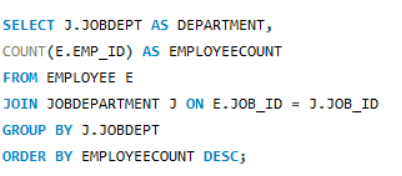 SELECT J.JOBDEPT AS DEPARTMENT,
COUNT(E.EMP_ID) AS EMPLOYEECOUNT
FROM EMPLOYEE E
JOIN JOBDEPARTMENT J ON E.JOB_ID = J.JOB_ID
GROUP BY J.JOBDEPT
ORDER BY EMPLOYEECOUNT DESC;